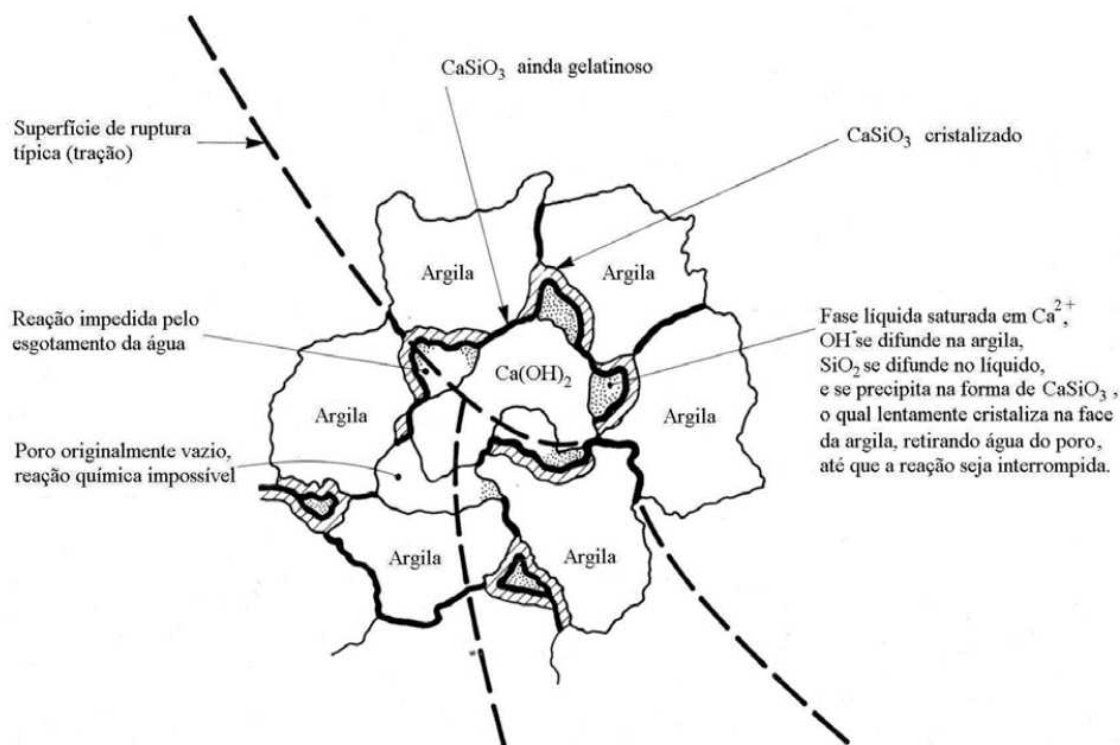 CaSiO3 ainda gelatinoso
Superfície de ruptura
típica (tração)
CaSiO3 cristalizado
Argila
Argila
Reação impedida pelo
esgotamento da água
Ca(OH)2
Fase líquida saturada em Ca2+,
OH- se difunde na argila,
SiO2 se difunde no líquido,
e se precipita na forma de CaSiO3,
o qual lentamente cristaliza na face
da argila, retirando água do poro,
até que a reação seja interrompida.
Argila
Argila
Poro originalmente vazio,
reação química impossível
Argila
Argila